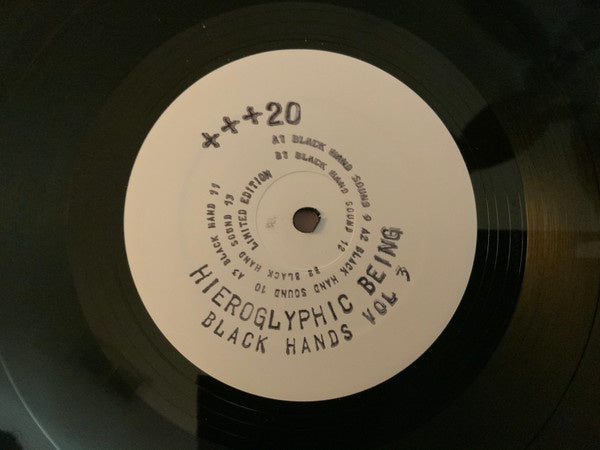 +++20
A1 BLACK HAND SOUND 9 A2 BLACK HAND SOUND 10 A3 BLACK HAND 11
B1 BLACK HAND SOUND 12 B2 BLACK HAND SOUND 13
LIMITED EDITION
HIEROGLYPHIC BEING
BLACK HANDS VOL 3